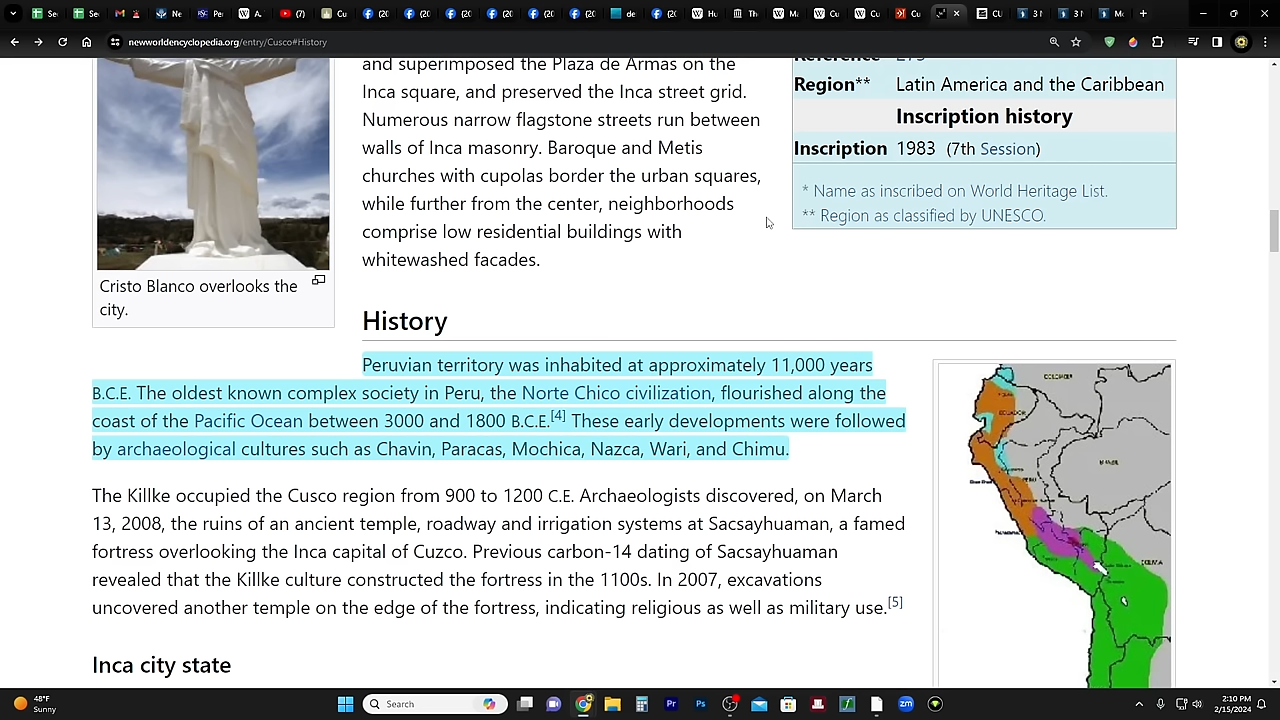 newworldencyclopedia.org/entry/Cusco#History
and superimposed the Plaza de Armas on the
Inca square, and preserved the Inca street grid.
Numerous narrow flagstone streets run between
walls of Inca masonry. Baroque and Metis
churches with cupolas border the urban squares,
while further from the center, neighborhoods
comprise low residential buildings with
whitewashed facades.
Region** Latin America and the Caribbean
Inscription history
Inscription 1983 (7th Session)
* Name as inscribed on World Heritage List.
** Region as classified by UNESCO.
Cristo Blanco overlooks the
city.
History
Peruvian territory was inhabited at approximately 11,000 years
B.C.E. The oldest known complex society in Peru, the Norte Chico civilization, flourished along the
coast of the Pacific Ocean between 3000 and 1800 B.C.E.[4] These early developments were followed
by archaeological cultures such as Chavin, Paracas, Mochica, Nazca, Wari, and Chimu.
The Killke occupied the Cusco region from 900 to 1200 C.E. Archaeologists discovered, on March
13, 2008, the ruins of an ancient temple, roadway and irrigation systems at Sacsayhuaman, a famed
fortress overlooking the Inca capital of Cuzco. Previous carbon-14 dating of Sacsayhuaman
revealed that the Killke culture constructed the fortress in the 1100s. In 2007, excavations
uncovered another temple on the edge of the fortress, indicating religious as well as military use.[5]
Inca city state
48°F
Sunny
Search
2:10 PM
2/15/2024